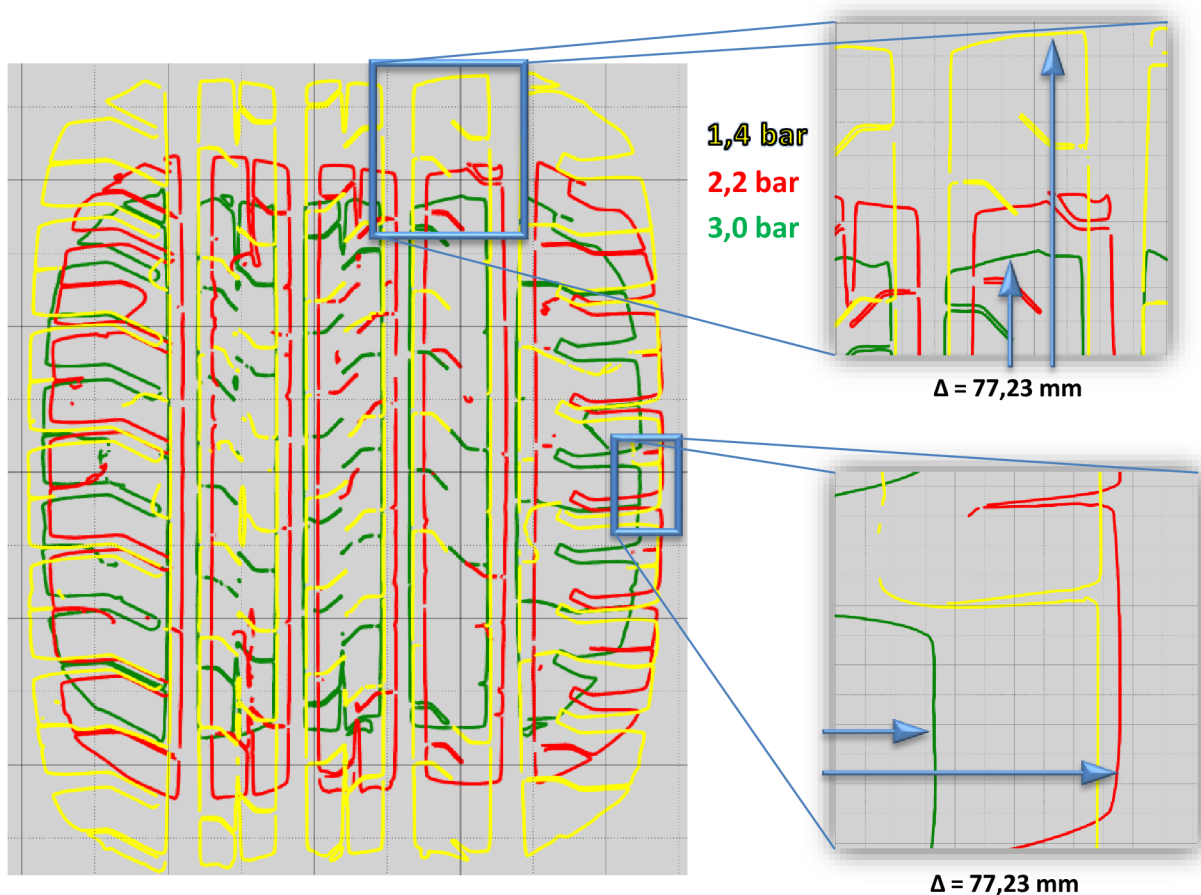 1,4 bar
2,2 bar
3,0 bar
Δ = 77,23 mm
Δ = 77,23 mm